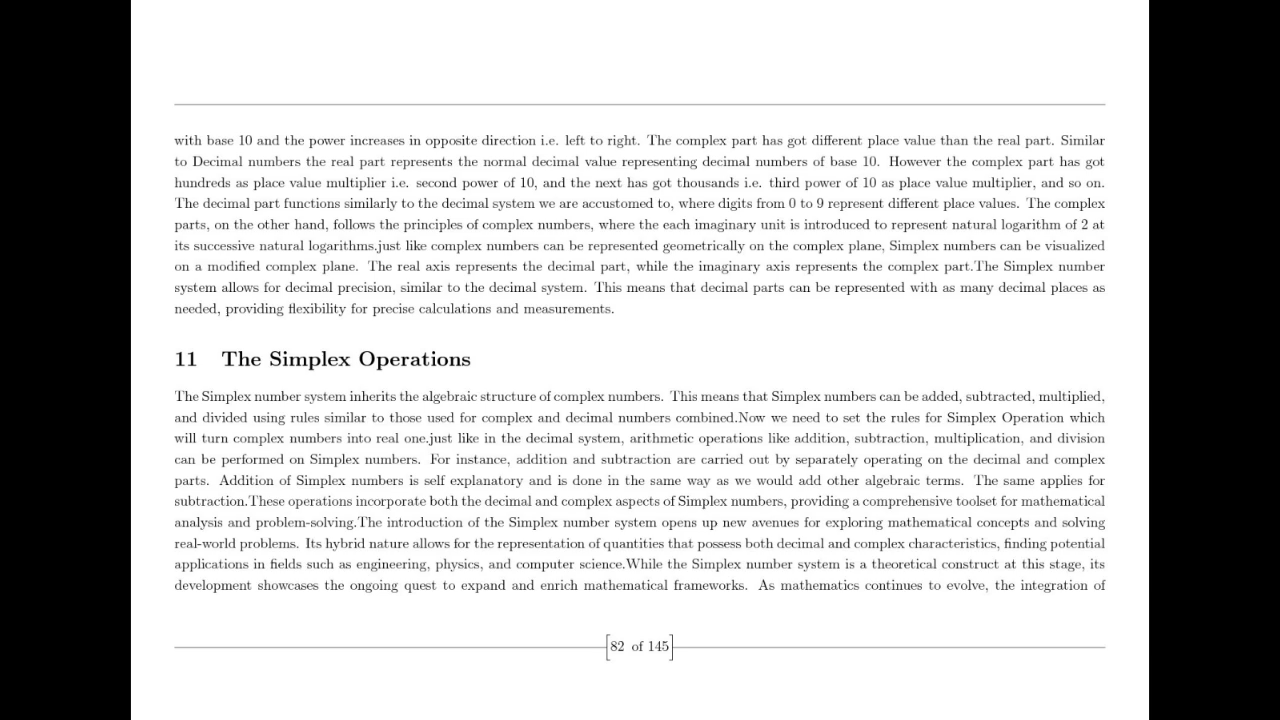 with base 10 and the power increases in opposite direction i.e. left to right. The complex part has got different place value than the real part. Similar
to Decimal numbers the real part represents the normal decimal value representing decimal numbers of base 10. However the complex part has got
hundreds as place value multiplier i.e. second power of 10, and the next has got thousands i.e. third power of 10 as place value multiplier, and so on.
The decimal part functions similarly to the decimal system we are accustomed to, where digits from 0 to 9 represent different place values. The complex
parts, on the other hand, follows the principles of complex numbers, where the each imaginary unit is introduced to represent natural logarithm of 2 at
its successive natural logarithms.just like complex numbers can be represented geometrically on the complex plane, Simplex numbers can be visualized
on a modified complex plane. The real axis represents the decimal part, while the imaginary axis represents the complex part.The Simplex number
system allows for decimal precision, similar to the decimal system. This means that decimal parts can be represented with as many decimal places as
needed, providing flexibility for precise calculations and measurements.
11 The Simplex Operations
The Simplex number system inherits the algebraic structure of complex numbers. This means that Simplex numbers can be added, subtracted, multiplied,
and divided using rules similar to those used for complex and decimal numbers combined.Now we need to set the rules for Simplex Operation which
will turn complex numbers into real one.just like in the decimal system, arithmetic operations like addition, subtraction, multiplication, and division
can be performed on Simplex numbers. For instance, addition and subtraction are carried out by separately operating on the decimal and complex
parts. Addition of Simplex numbers is self explanatory and is done in the same way as we would add other algebraic terms. The same applies for
subtraction.These operations incorporate both the decimal and complex aspects of Simplex numbers, providing a comprehensive toolset for mathematical
analysis and problem-solving.The introduction of the Simplex number system opens up new avenues for exploring mathematical concepts and solving
real-world problems. Its hybrid nature allows for the representation of quantities that possess both decimal and complex characteristics, finding potential
applications in fields such as engineering, physics, and computer science.While the Simplex number system is a theoretical construct at this stage, its
development showcases the ongoing quest to expand and enrich mathematical frameworks. As mathematics continues to evolve, the integration of
82 of 145